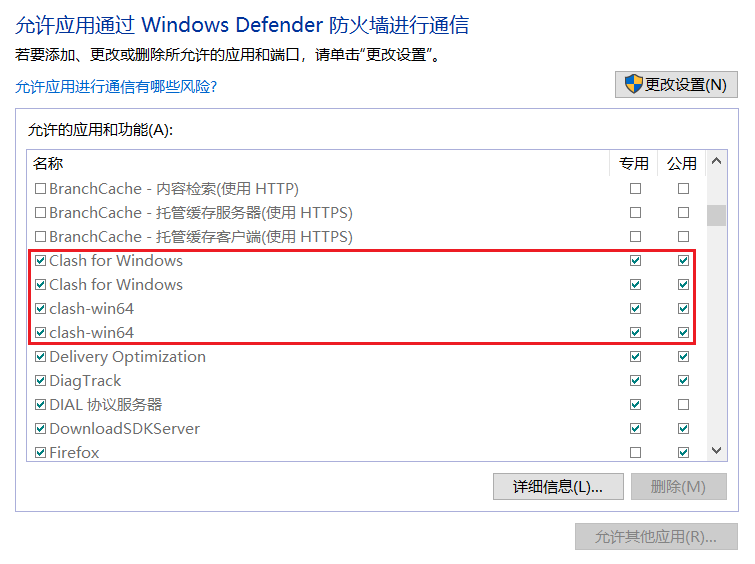 允许应用通过 Windows Defender 防火墙进行通信
若要添加、更改或删除所允许的应用和端口，请单击“更改设置”。
允许应用进行通信有哪些风险?
更改设置(N)
允许的应用和功能(A):
名称 专用 公用
BranchCache - 内容检索(使用 HTTP)
BranchCache - 托管缓存服务器(使用 HTTPS)
BranchCache - 托管缓存客户端(使用 HTTPS)
Clash for Windows
Clash for Windows
clash-win64
clash-win64
Delivery Optimization
DiagTrack
DIAL 协议服务器
DownloadSDKServer
Firefox
详细信息(L)... 删除(M)
允许其他应用(R)...